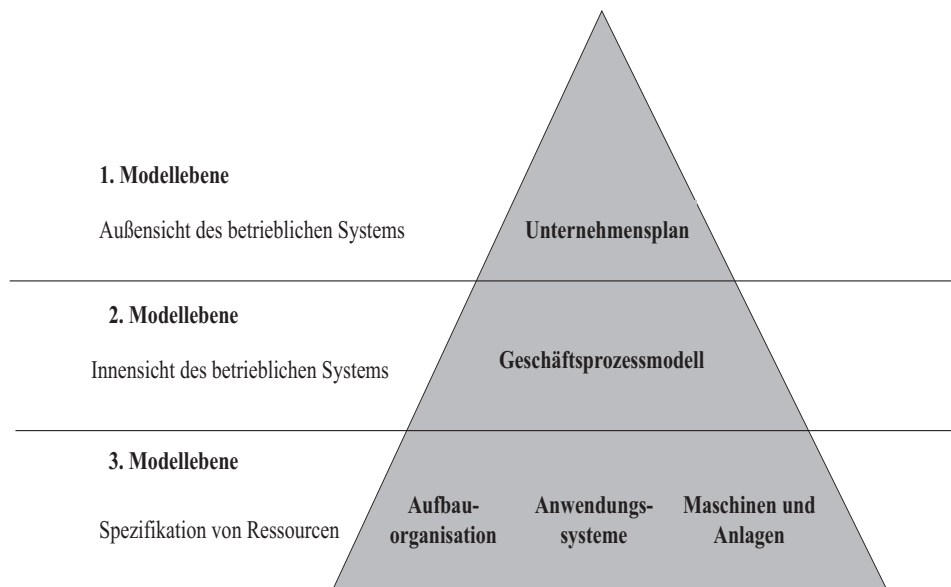 1. Modellebene
Außensicht des betrieblichen Systems
Unternehmensplan
2. Modellebene
Innensicht des betrieblichen Systems
Geschäftsprozessmodell
3. Modellebene
Spezifikation von Ressourcen
Aufbau-
organisation
Anwendungs-
systeme
Maschinen und
Anlagen